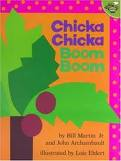 Chicka
Chicka
Boom
Boom
by
Bill Martin Jr
and
John Archambault
illustrated by Lois Ehlert